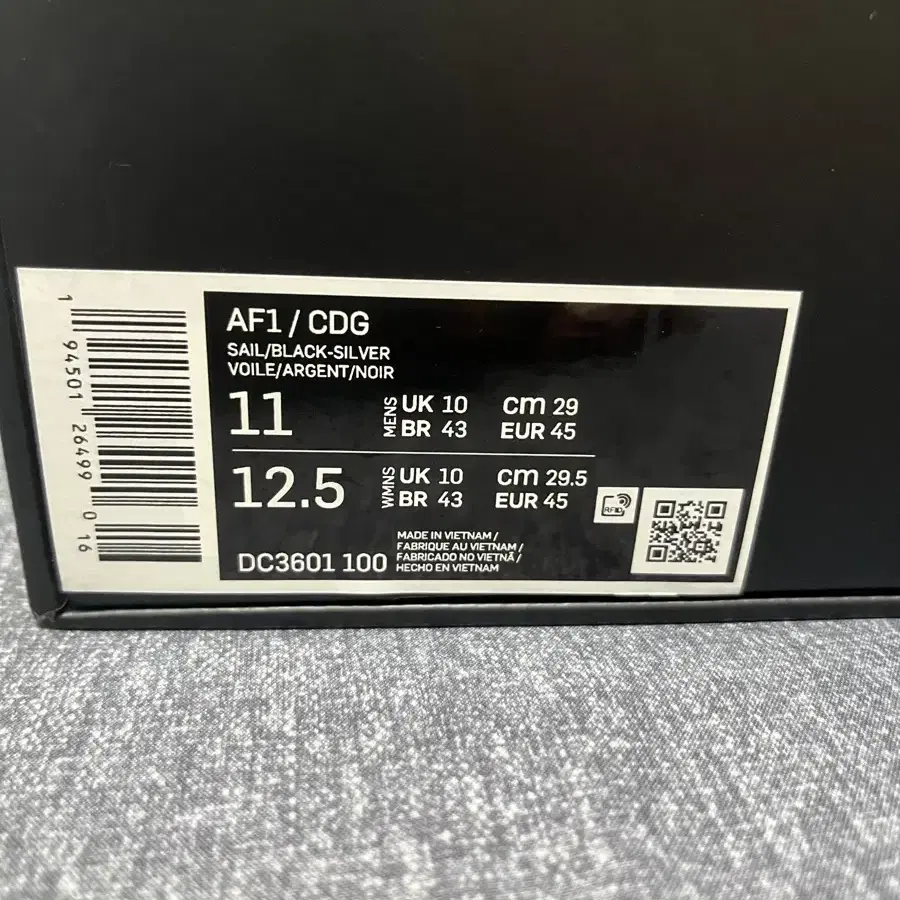 AF1 / CDG
SAIL/BLACK-SILVER
VOILE/ARGENT/NOIR
11
MENS
UK 10 cm 29
BR 43 EUR 45
12.5
WMNS
UK 10 cm 29.5
BR 43 EUR 45
RFID
DC3601 100
MADE IN VIETNAM /
FABRIQUE AU VIETNAM /
FABRICADO NO VIETNÃ /
HECHO EN VIETNAM
1 94501 26499 0 16